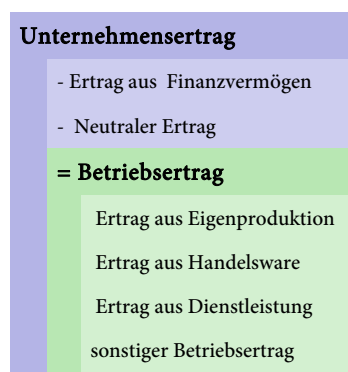 Unternehmensertrag
- Ertrag aus Finanzvermögen
- Neutraler Ertrag
= Betriebsertrag
Ertrag aus Eigenproduktion
Ertrag aus Handelsware
Ertrag aus Dienstleistung
sonstiger Betriebsertrag